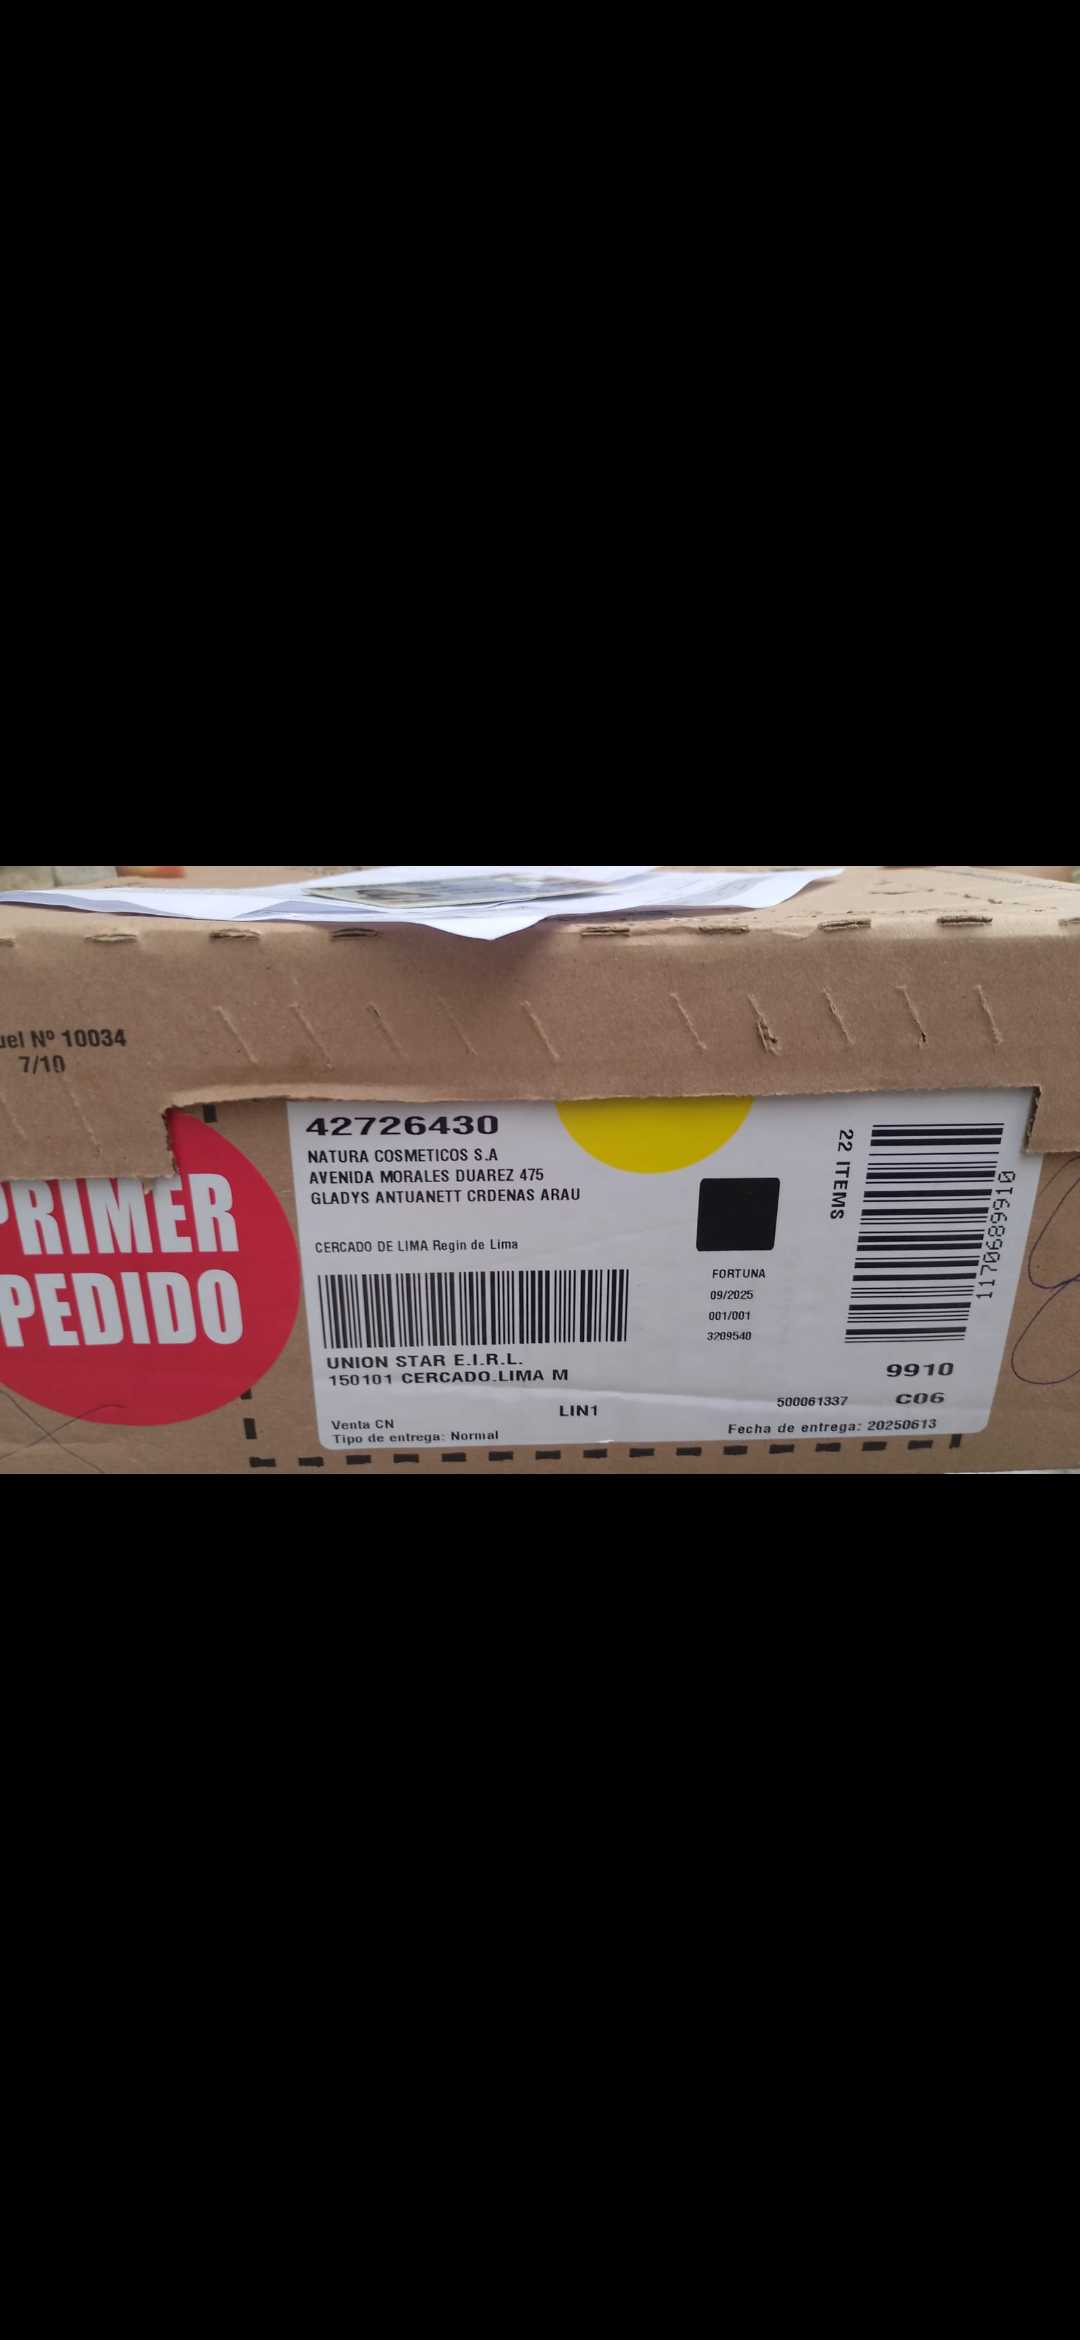 Nº 10034
7/10
PRIMER
PEDIDO
42726430
NATURA COSMETICOS S.A
AVENIDA MORALES DUAREZ 475
GLADYS ANTUANETT CRDENAS ARAU
CERCADO DE LIMA Regin de Lima
UNION STAR E.I.R.L.
150101 CERCADO.LIMA M
LIN1
Venta CN
Tipo de entrega: Normal
FORTUNA
09/2025
001/001
3209540
22 ITEMS
1170689910
9910
500061337 C06
Fecha de entrega: 20250613